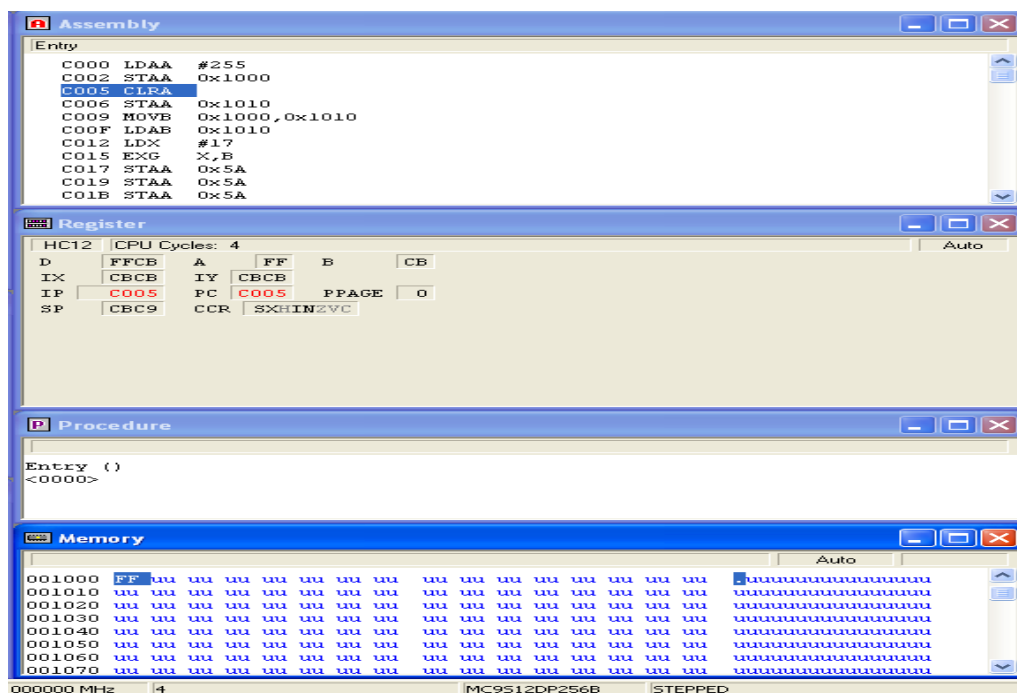 Assembly
Entry
C000 LDAA #255
C002 STAA 0x1000
C005 CLRA
C006 STAA 0x1010
C009 MOVB 0x1000,0x1010
C00F LDAB 0x1010
C012 LDX #17
C015 EXG X,B
C017 STAA 0x5A
C019 STAA 0x5A
C01B STAA 0x5A
Register
HC12 CPU Cycles: 4 Auto
D FFCB A FF B CB
IX CBCB IY CBCB
IP C005 PC C005 PPAGE 0
SP CBC9 CCR SXHINZVC
Procedure
Entry ()
<0000>
Memory
Auto
001000 FF uu uu uu uu uu uu uu uu uu uu uu uu uu uu uu .uuuuuuuuuuuuuuu
001010 uu uu uu uu uu uu uu uu uu uu uu uu uu uu uu uu uuuuuuuuuuuuuuuu
001020 uu uu uu uu uu uu uu uu uu uu uu uu uu uu uu uu uuuuuuuuuuuuuuuu
001030 uu uu uu uu uu uu uu uu uu uu uu uu uu uu uu uu uuuuuuuuuuuuuuuu
001040 uu uu uu uu uu uu uu uu uu uu uu uu uu uu uu uu uuuuuuuuuuuuuuuu
001050 uu uu uu uu uu uu uu uu uu uu uu uu uu uu uu uu uuuuuuuuuuuuuuuu
001060 uu uu uu uu uu uu uu uu uu uu uu uu uu uu uu uu uuuuuuuuuuuuuuuu
001070 uu uu uu uu uu uu uu uu uu uu uu uu uu uu uu uu uuuuuuuuuuuuuuuu
000000 MHz 4 MC9S12DP256B STEPPED